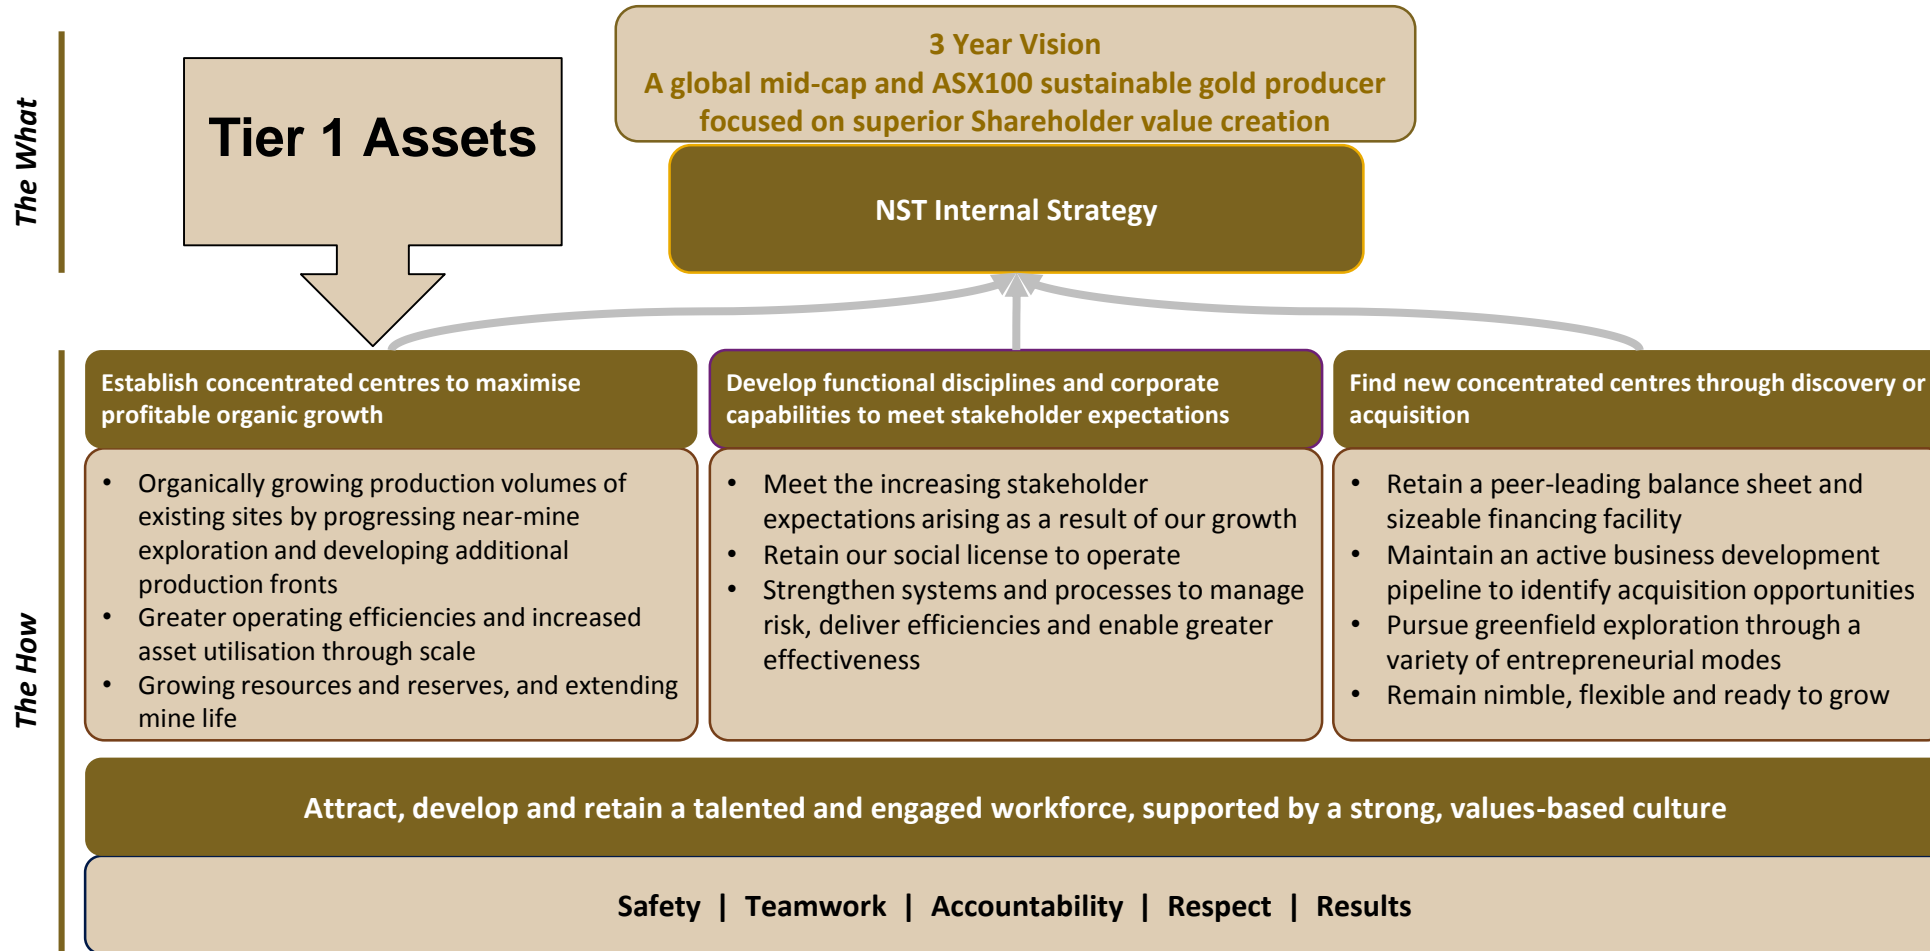 The What
Tier 1 Assets
3 Year Vision
A global mid-cap and ASX100 sustainable gold producer
focused on superior Shareholder value creation
NST Internal Strategy
The How
Establish concentrated centres to maximise
profitable organic growth
• Organically growing production volumes of
existing sites by progressing near-mine
exploration and developing additional
production fronts
• Greater operating efficiencies and increased
asset utilisation through scale
• Growing resources and reserves, and extending
mine life
Develop functional disciplines and corporate
capabilities to meet stakeholder expectations
• Meet the increasing stakeholder
expectations arising as a result of our growth
• Retain our social license to operate
• Strengthen systems and processes to manage
risk, deliver efficiencies and enable greater
effectiveness
Find new concentrated centres through discovery or
acquisition
• Retain a peer-leading balance sheet and
sizeable financing facility
• Maintain an active business development
pipeline to identify acquisition opportunities
• Pursue greenfield exploration through a
variety of entrepreneurial modes
• Remain nimble, flexible and ready to grow
Attract, develop and retain a talented and engaged workforce, supported by a strong, values-based culture
Safety | Teamwork | Accountability | Respect | Results